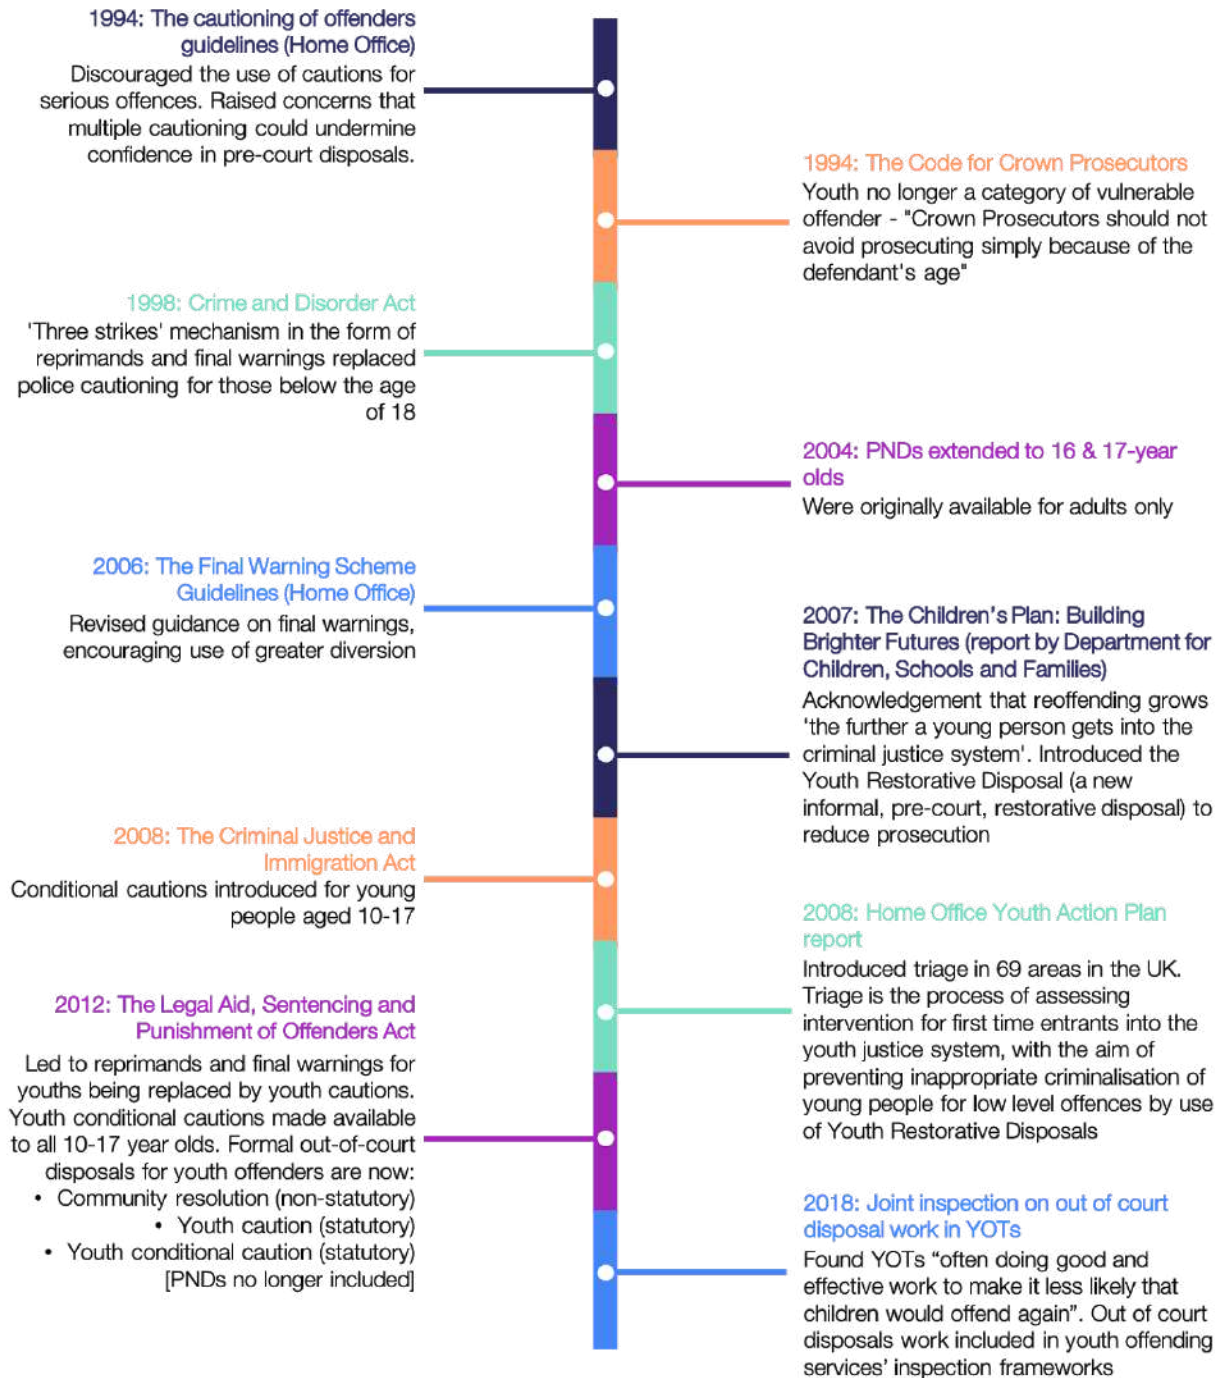 1994: The cautioning of offenders
guidelines (Home Office)
Discouraged the use of cautions for
serious offences. Raised concerns that
multiple cautioning could undermine
confidence in pre-court disposals.
1994: The Code for Crown Prosecutors
Youth no longer a category of vulnerable
offender - "Crown Prosecutors should not
avoid prosecuting simply because of the
defendant's age"
1998: Crime and Disorder Act
'Three strikes' mechanism in the form of
reprimands and final warnings replaced
police cautioning for those below the age
of 18
2004: PNDs extended to 16 & 17-year
olds
Were originally available for adults only
2006: The Final Warning Scheme
Guidelines (Home Office)
Revised guidance on final warnings,
encouraging use of greater diversion
2007: The Children's Plan: Building
Brighter Futures (report by Department for
Children, Schools and Families)
Acknowledgement that reoffending grows
'the further a young person gets into the
criminal justice system'. Introduced the
Youth Restorative Disposal (a new
informal, pre-court, restorative disposal) to
reduce prosecution
2008: The Criminal Justice and
Immigration Act
Conditional cautions introduced for young
people aged 10-17
2008: Home Office Youth Action Plan
report
Introduced triage in 69 areas in the UK.
Triage is the process of assessing
intervention for first time entrants into the
youth justice system, with the aim of
preventing inappropriate criminalisation of
young people for low level offences by use
of Youth Restorative Disposals
2012: The Legal Aid, Sentencing and
Punishment of Offenders Act
Led to reprimands and final warnings for
youths being replaced by youth cautions.
Youth conditional cautions made available
to all 10-17 year olds. Formal out-of-court
disposals for youth offenders are now:
• Community resolution (non-statutory)
• Youth caution (statutory)
• Youth conditional caution (statutory)
[PNDs no longer included]
2018: Joint inspection on out of court
disposal work in YOTs
Found YOTs “often doing good and
effective work to make it less likely that
children would offend again”. Out of court
disposals work included in youth offending
services’ inspection frameworks